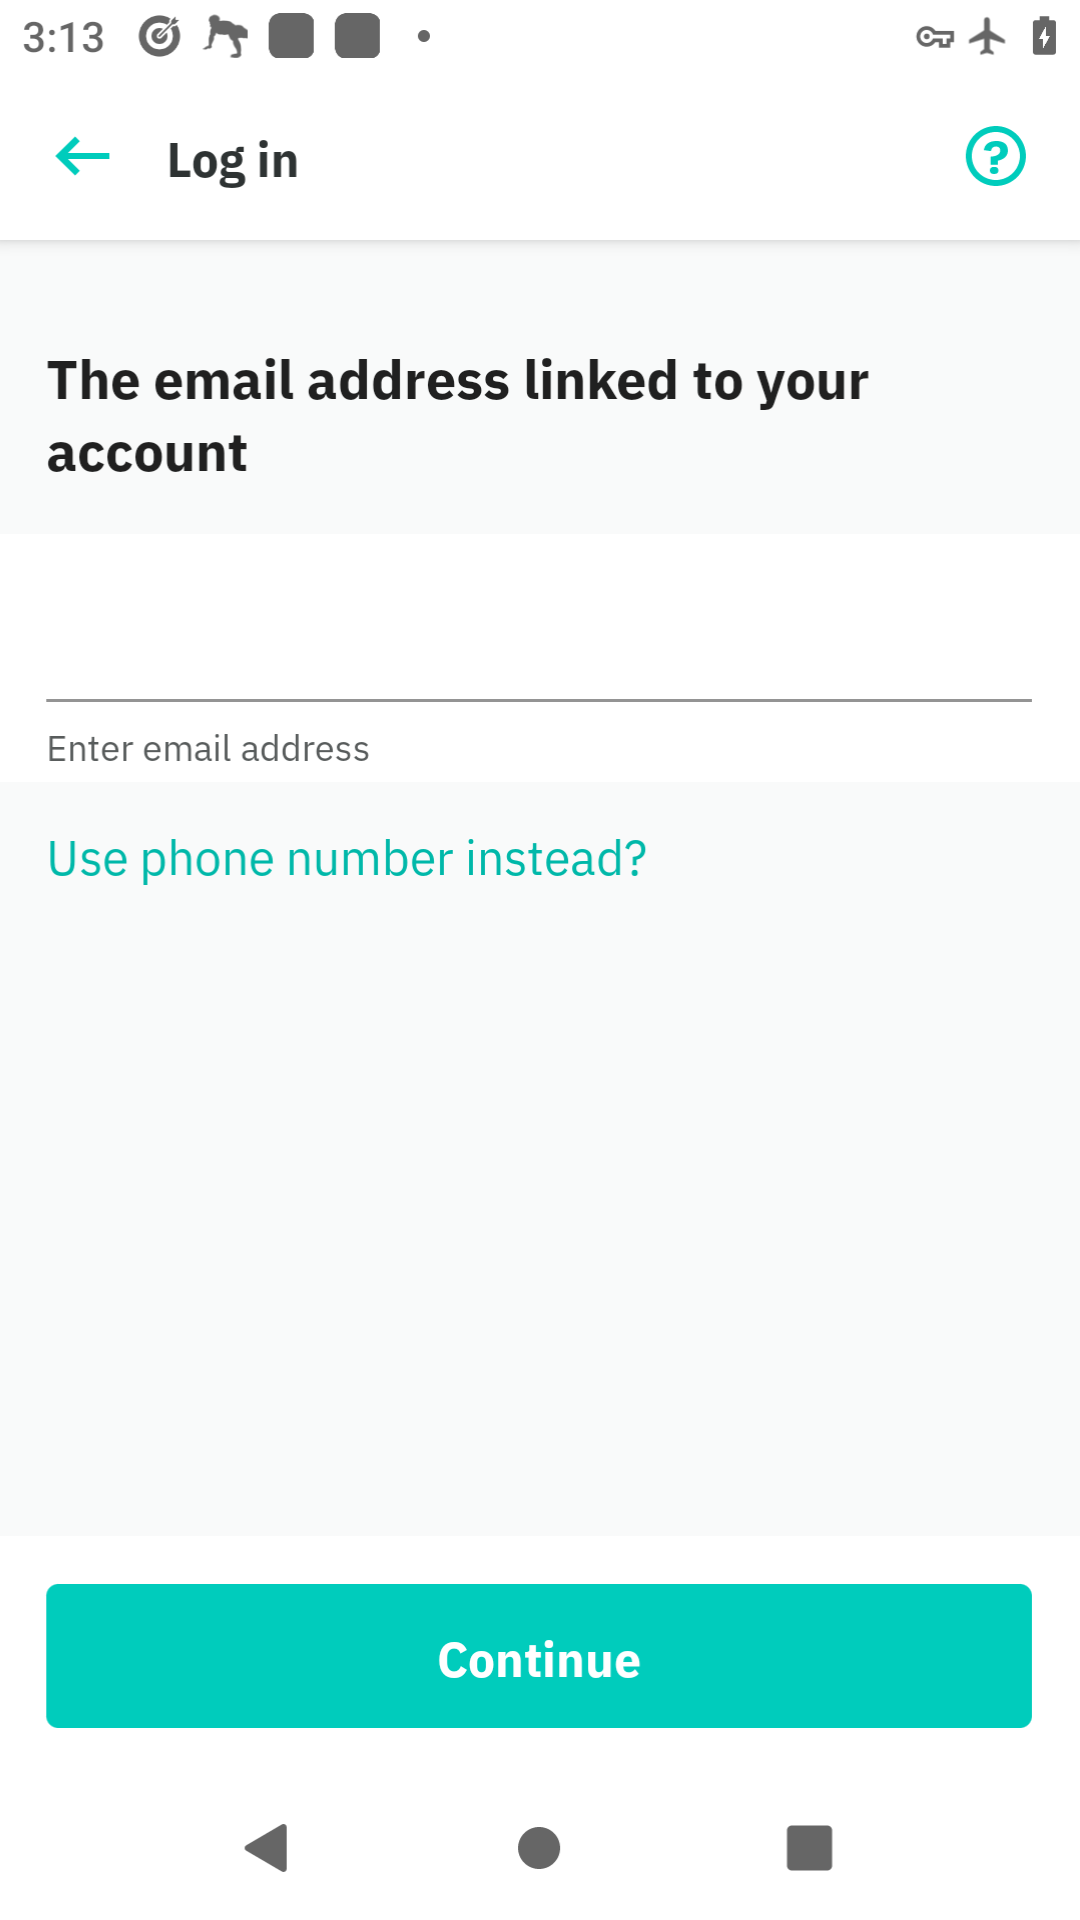 3:13
Log in
The email address linked to your
account
Enter email address
Use phone number instead?
Continue